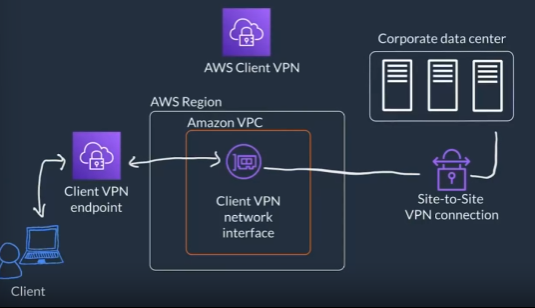 AWS Client VPN
Corporate data center
AWS Region
Amazon VPC
Client VPN
endpoint
Client VPN
network
interface
Site-to-Site
VPN connection
Client